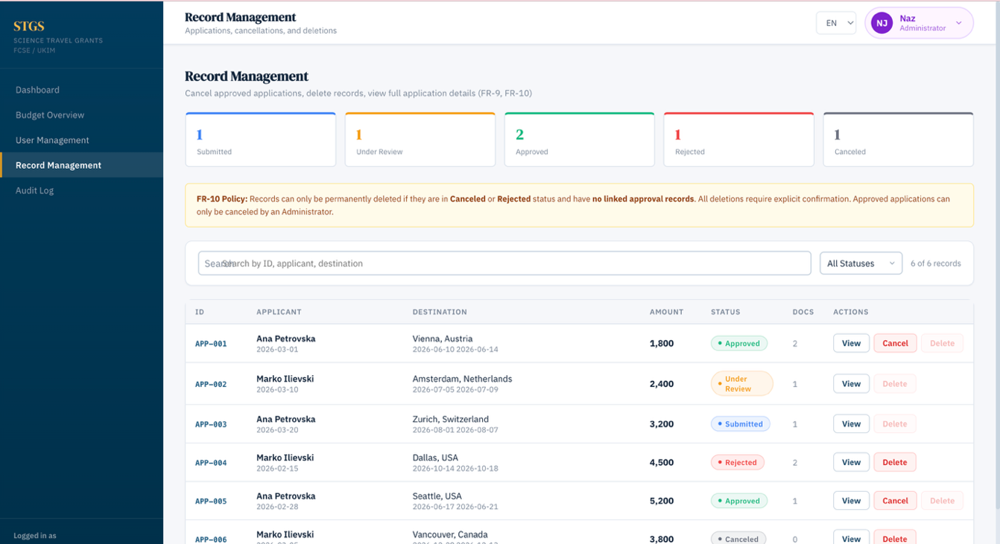 STGS
SCIENCE TRAVEL GRANTS
FCSE / UKIM
Dashboard
Budget Overview
User Management
Record Management
Audit Log
Logged in as
Record Management
Applications, cancellations, and deletions
EN
NJ
Naz
Administrator
Record Management
Cancel approved applications, delete records, view full application details (FR-9, FR-10)
1
Submitted
1
Under Review
2
Approved
1
Rejected
1
Canceled
FR-10 Policy: Records can only be permanently deleted if they are in Canceled or Rejected status and have no linked approval records. All deletions require explicit confirmation. Approved applications can
only be canceled by an Administrator.
Search by ID, applicant, destination
All Statuses
6 of 6 records
ID APPLICANT DESTINATION AMOUNT STATUS DOCS ACTIONS
APP-001 Ana Petrovska Vienna, Austria 1,800 Approved 2 View Cancel Delete
2026-03-01 2026-06-10 2026-06-14
APP-002 Marko Ilievski Amsterdam, Netherlands 2,400 Under Review 1 View Delete
2026-03-10 2026-07-05 2026-07-09
APP-003 Ana Petrovska Zurich, Switzerland 3,200 Submitted 1 View Delete
2026-03-20 2026-08-01 2026-08-07
APP-004 Marko Ilievski Dallas, USA 4,500 Rejected 2 View Delete
2026-02-15 2026-10-14 2026-10-18
APP-005 Ana Petrovska Seattle, USA 5,200 Approved 1 View Cancel Delete
2026-02-28 2026-06-17 2026-06-21
APP-006 Marko Ilievski Vancouver, Canada 3,800 Canceled 0 View Delete